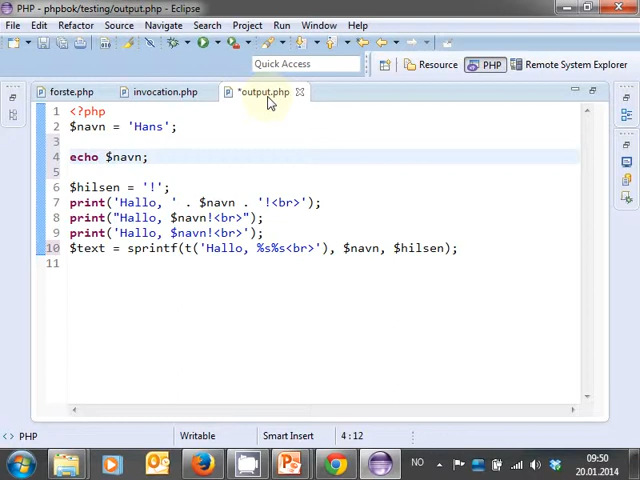 PHP - phpbok/testing/output.php - Eclipse
File Edit Refactor Source Navigate Search Project Run Window Help
Quick Access
Resource PHP Remote System Explorer
forste.php invocation.php *output.php
1 <?php
2 $navn = 'Hans';
3
4 echo $navn;
5
6 $hilsen = '!';
7 print('Hallo, ' . $navn . '!<br>');
8 print("Hallo, $navn!<br>");
9 print('Hallo, $navn!<br>');
10 $text = sprintf(t('Hallo, %s%s<br>'), $navn, $hilsen);
11
PHP Writable Smart Insert 4:12
NO 09:50
20.01.2014